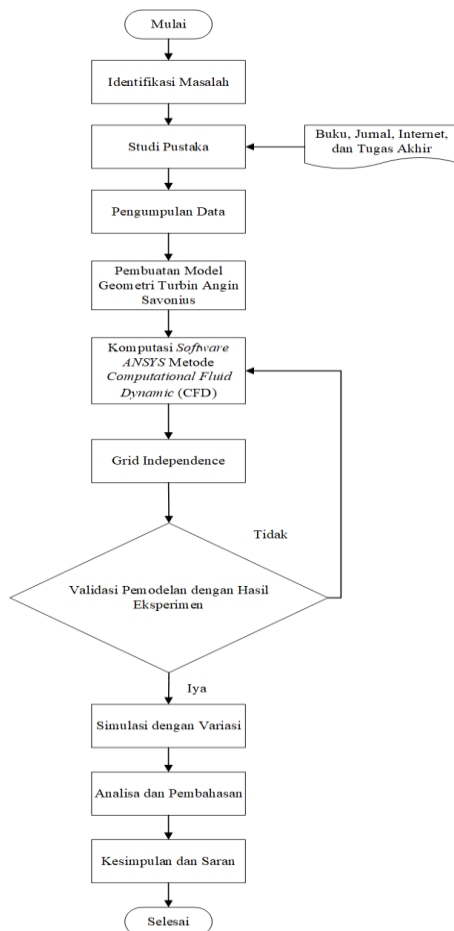 Mulai
Identifikasi Masalah
Studi Pustaka
Buku, Jurnal, Internet,
dan Tugas Akhir
Pengumpulan Data
Pembuatan Model
Geometri Turbin Angin
Savonius
Komputasi Software
ANSYS Metode
Computational Fluid
Dynamic (CFD)
Grid Independence
Tidak
Validasi Pemodelan dengan Hasil
Eksperimen
Iya
Simulasi dengan Variasi
Analisa dan Pembahasan
Kesimpulan dan Saran
Selesai